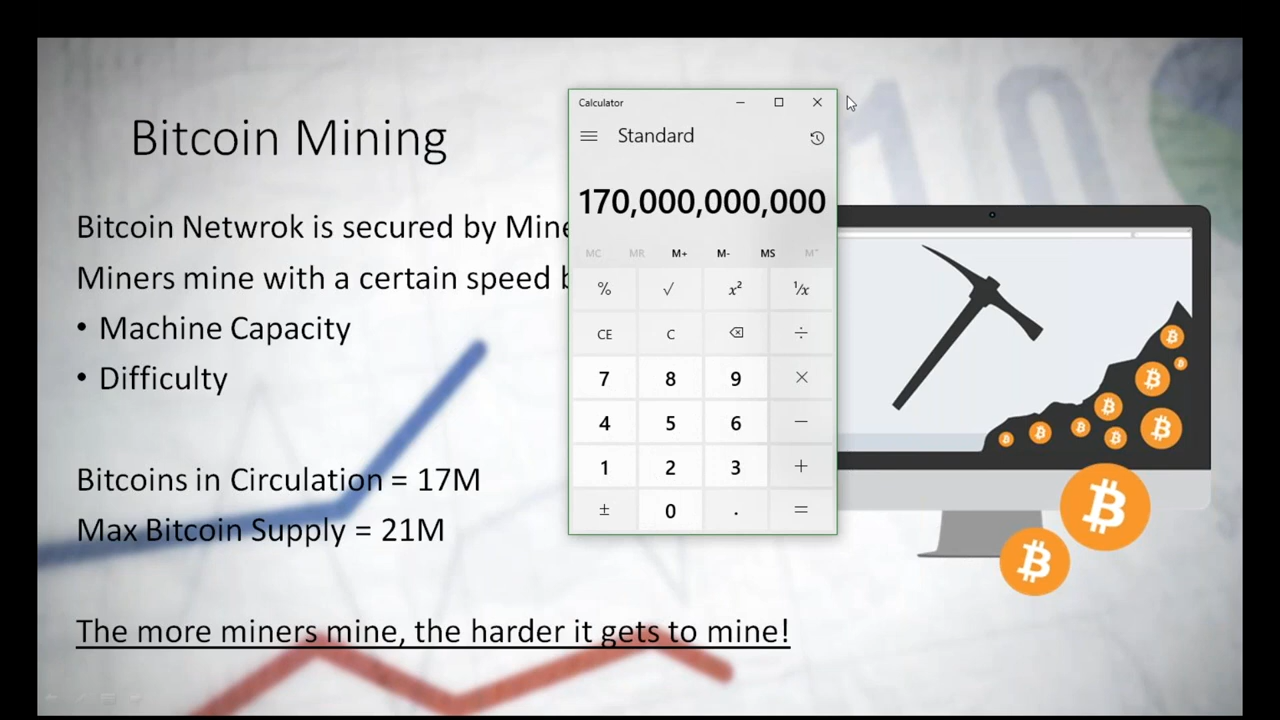 Bitcoin Mining
Bitcoin Netwrok is secured by Mine
Miners mine with a certain speed b
• Machine Capacity
• Difficulty
Bitcoins in Circulation = 17M
Max Bitcoin Supply = 21M
The more miners mine, the harder it gets to mine!
Calculator
Standard
170,000,000,000
MC MR M+ M- MS M˅
% √ x² ¹/x
CE C ÷
7 8 9 ×
4 5 6 −
1 2 3 +
± 0 . =
10